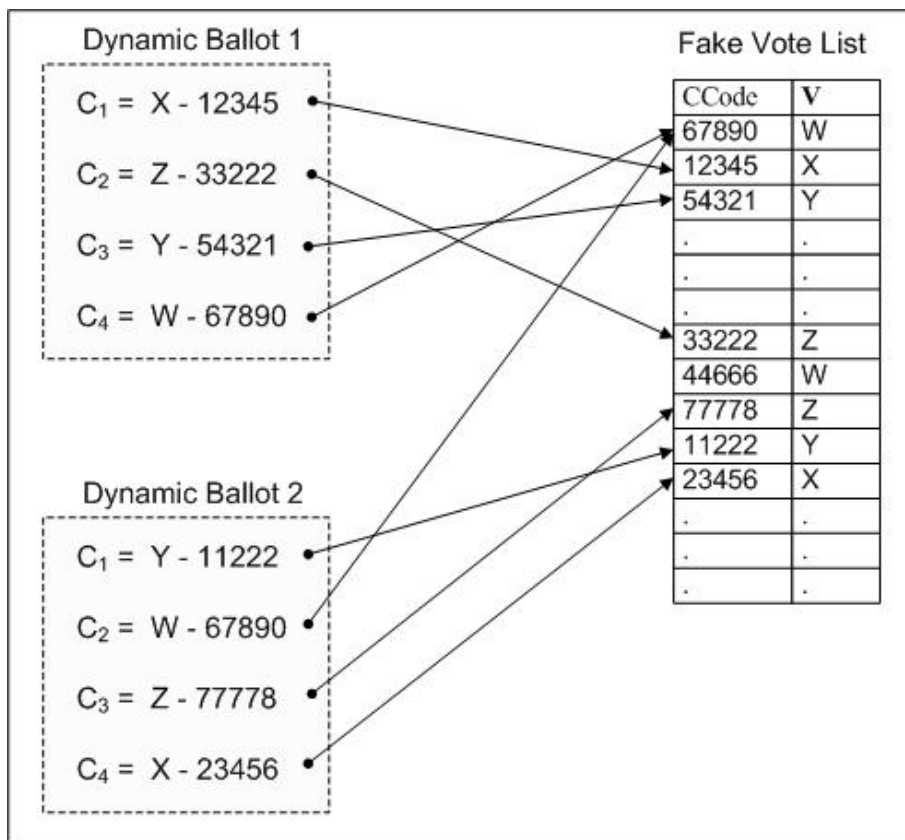 Dynamic Ballot 1
C₁ = X - 12345
C₂ = Z - 33222
C₃ = Y - 54321
C₄ = W - 67890
Dynamic Ballot 2
C₁ = Y - 11222
C₂ = W - 67890
C₃ = Z - 77778
C₄ = X - 23456
Fake Vote List
CCode V
67890 W
12345 X
54321 Y
. .
. .
. .
33222 Z
44666 W
77778 Z
11222 Y
23456 X
. .
. .
. .